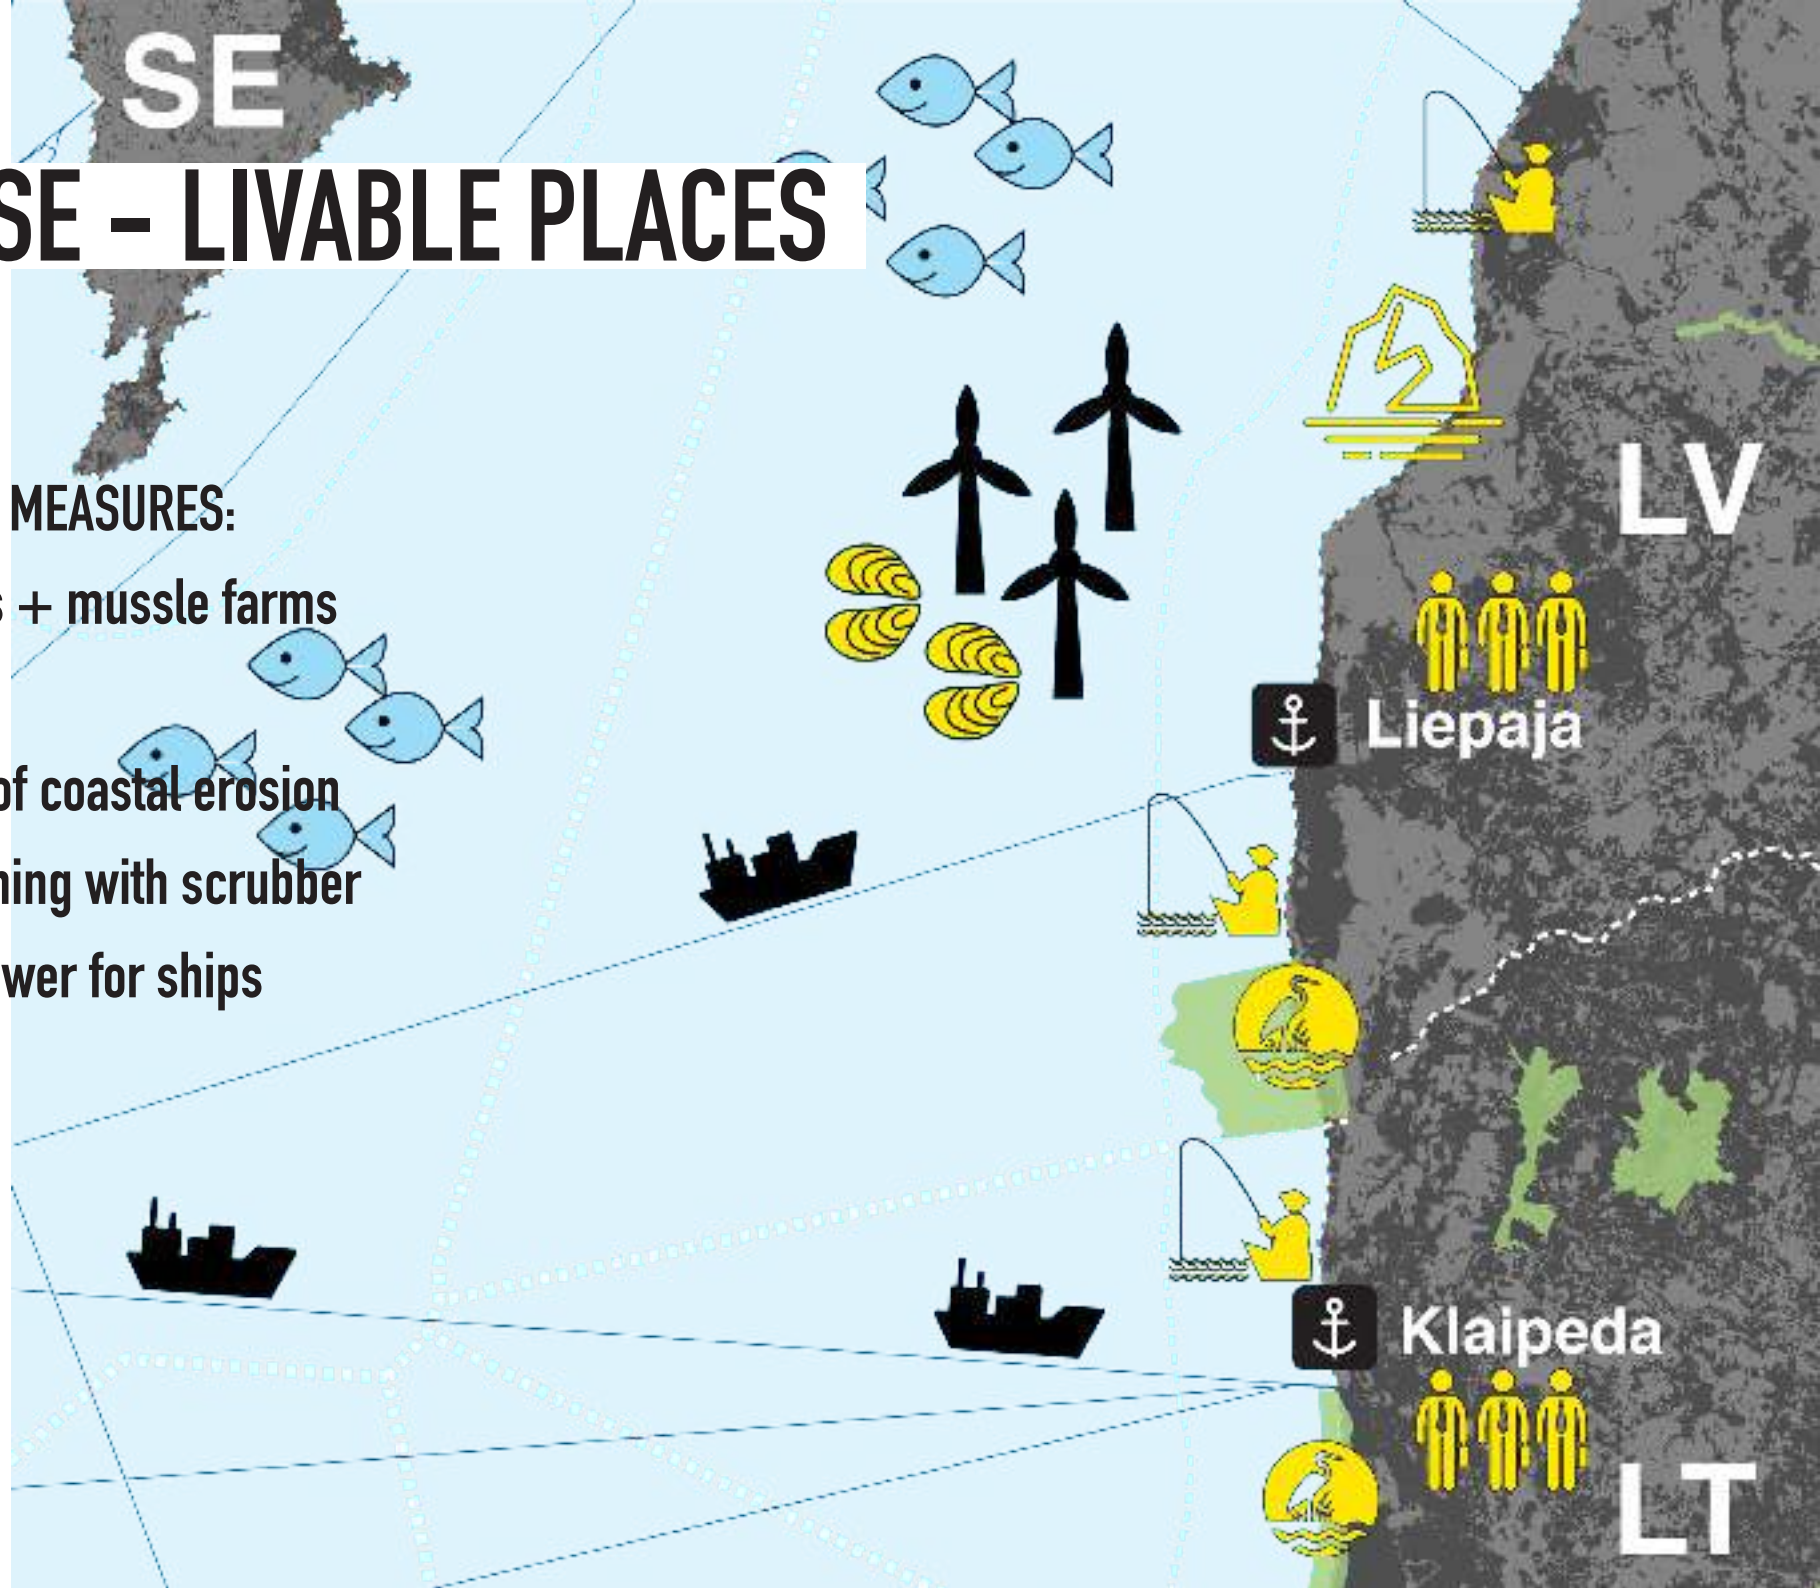 SE
SE – LIVABLE PLACES
MEASURES:
s + mussle farms
of coastal erosion
ning with scrubber
wer for ships
LV
Liepaja
Klaipeda
LT